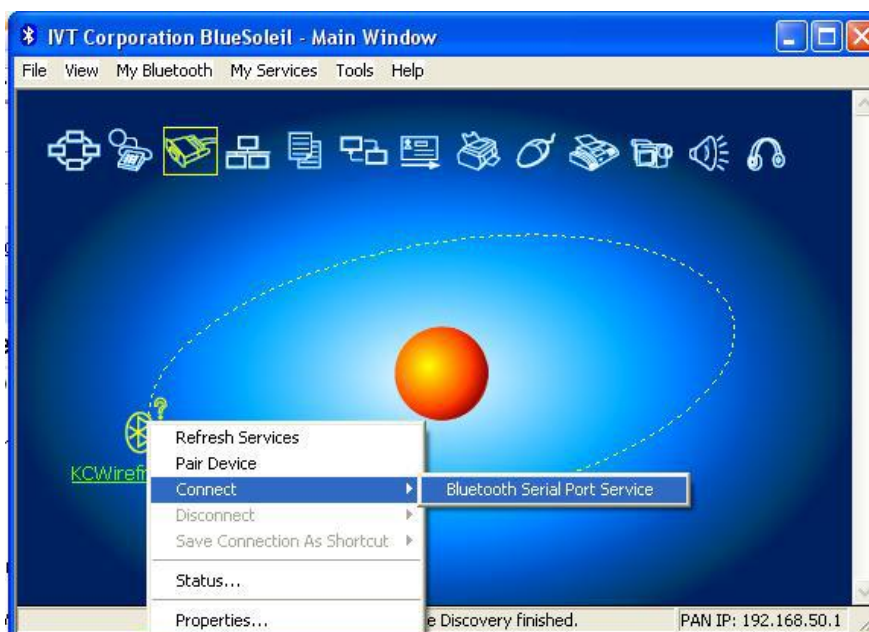 IVT Corporation BlueSoleil - Main Window
File View My Bluetooth My Services Tools Help
KCWirefr
Refresh Services
Pair Device
Connect
Bluetooth Serial Port Service
Disconnect
Save Connection As Shortcut
Status...
Properties...
e Discovery finished.
PAN IP: 192.168.50.1